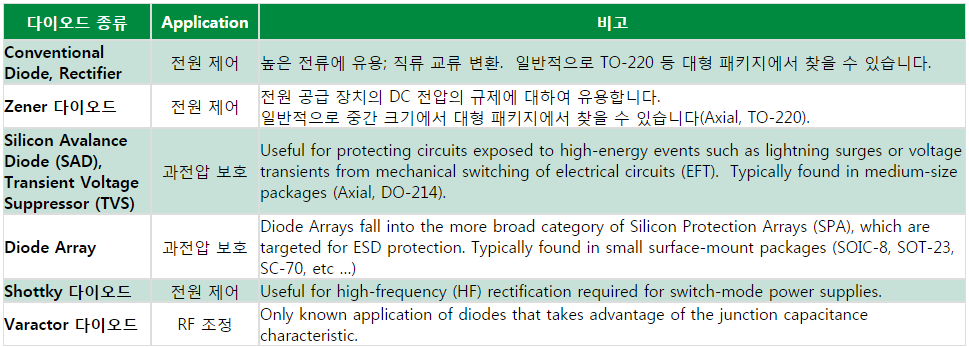 다이오드 종류 Application 비고
Conventional
Diode, Rectifier
전원 제어
높은 전류에 유용; 직류 교류 변환. 일반적으로 TO-220 등 대형 패키지에서 찾을 수 있습니다.
Zener 다이오드
전원 제어
전원 공급 장치의 DC 전압의 규제에 대하여 유용합니다.
일반적으로 중간 크기에서 대형 패키지에서 찾을 수 있습니다(Axial, TO-220).
Silicon Avalance
Diode (SAD),
Transient Voltage
Suppressor (TVS)
과전압 보호
Useful for protecting circuits exposed to high-energy events such as lightning surges or voltage
transients from mechanical switching of electrical circuits (EFT). Typically found in medium-size
packages (Axial, DO-214).
Diode Array
과전압 보호
Diode Arrays fall into the more broad category of Silicon Protection Arrays (SPA), which are
targeted for ESD protection. Typically found in small surface-mount packages (SOIC-8, SOT-23,
SC-70, etc ...)
Shottky 다이오드
전원 제어
Useful for high-frequency (HF) rectification required for switch-mode power supplies.
Varactor 다이오드
RF 조정
Only known application of diodes that takes advantage of the junction capacitance
characteristic.